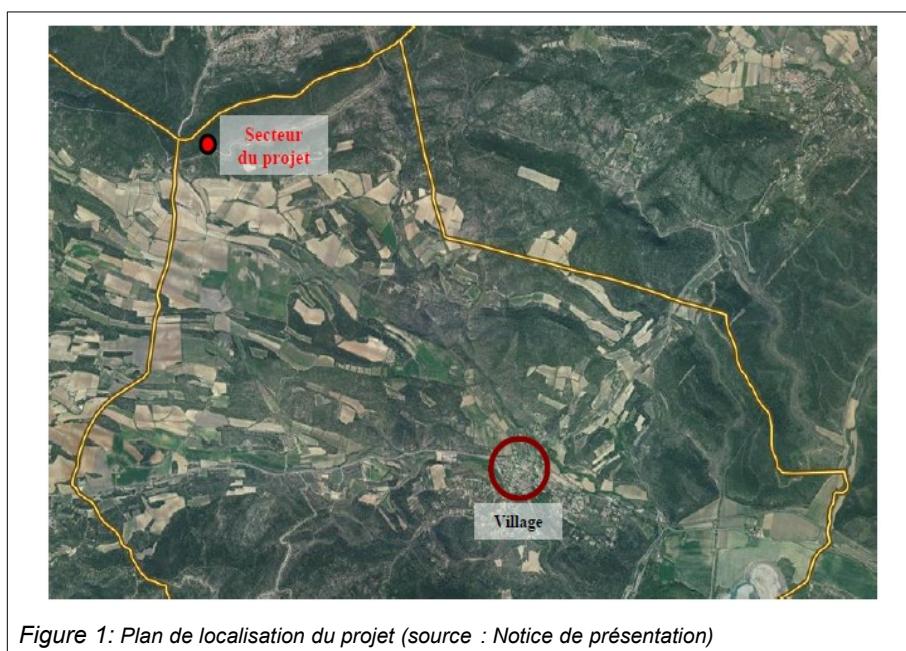 Secteur
du projet
Village
Figure 1: Plan de localisation du projet (source : Notice de présentation)